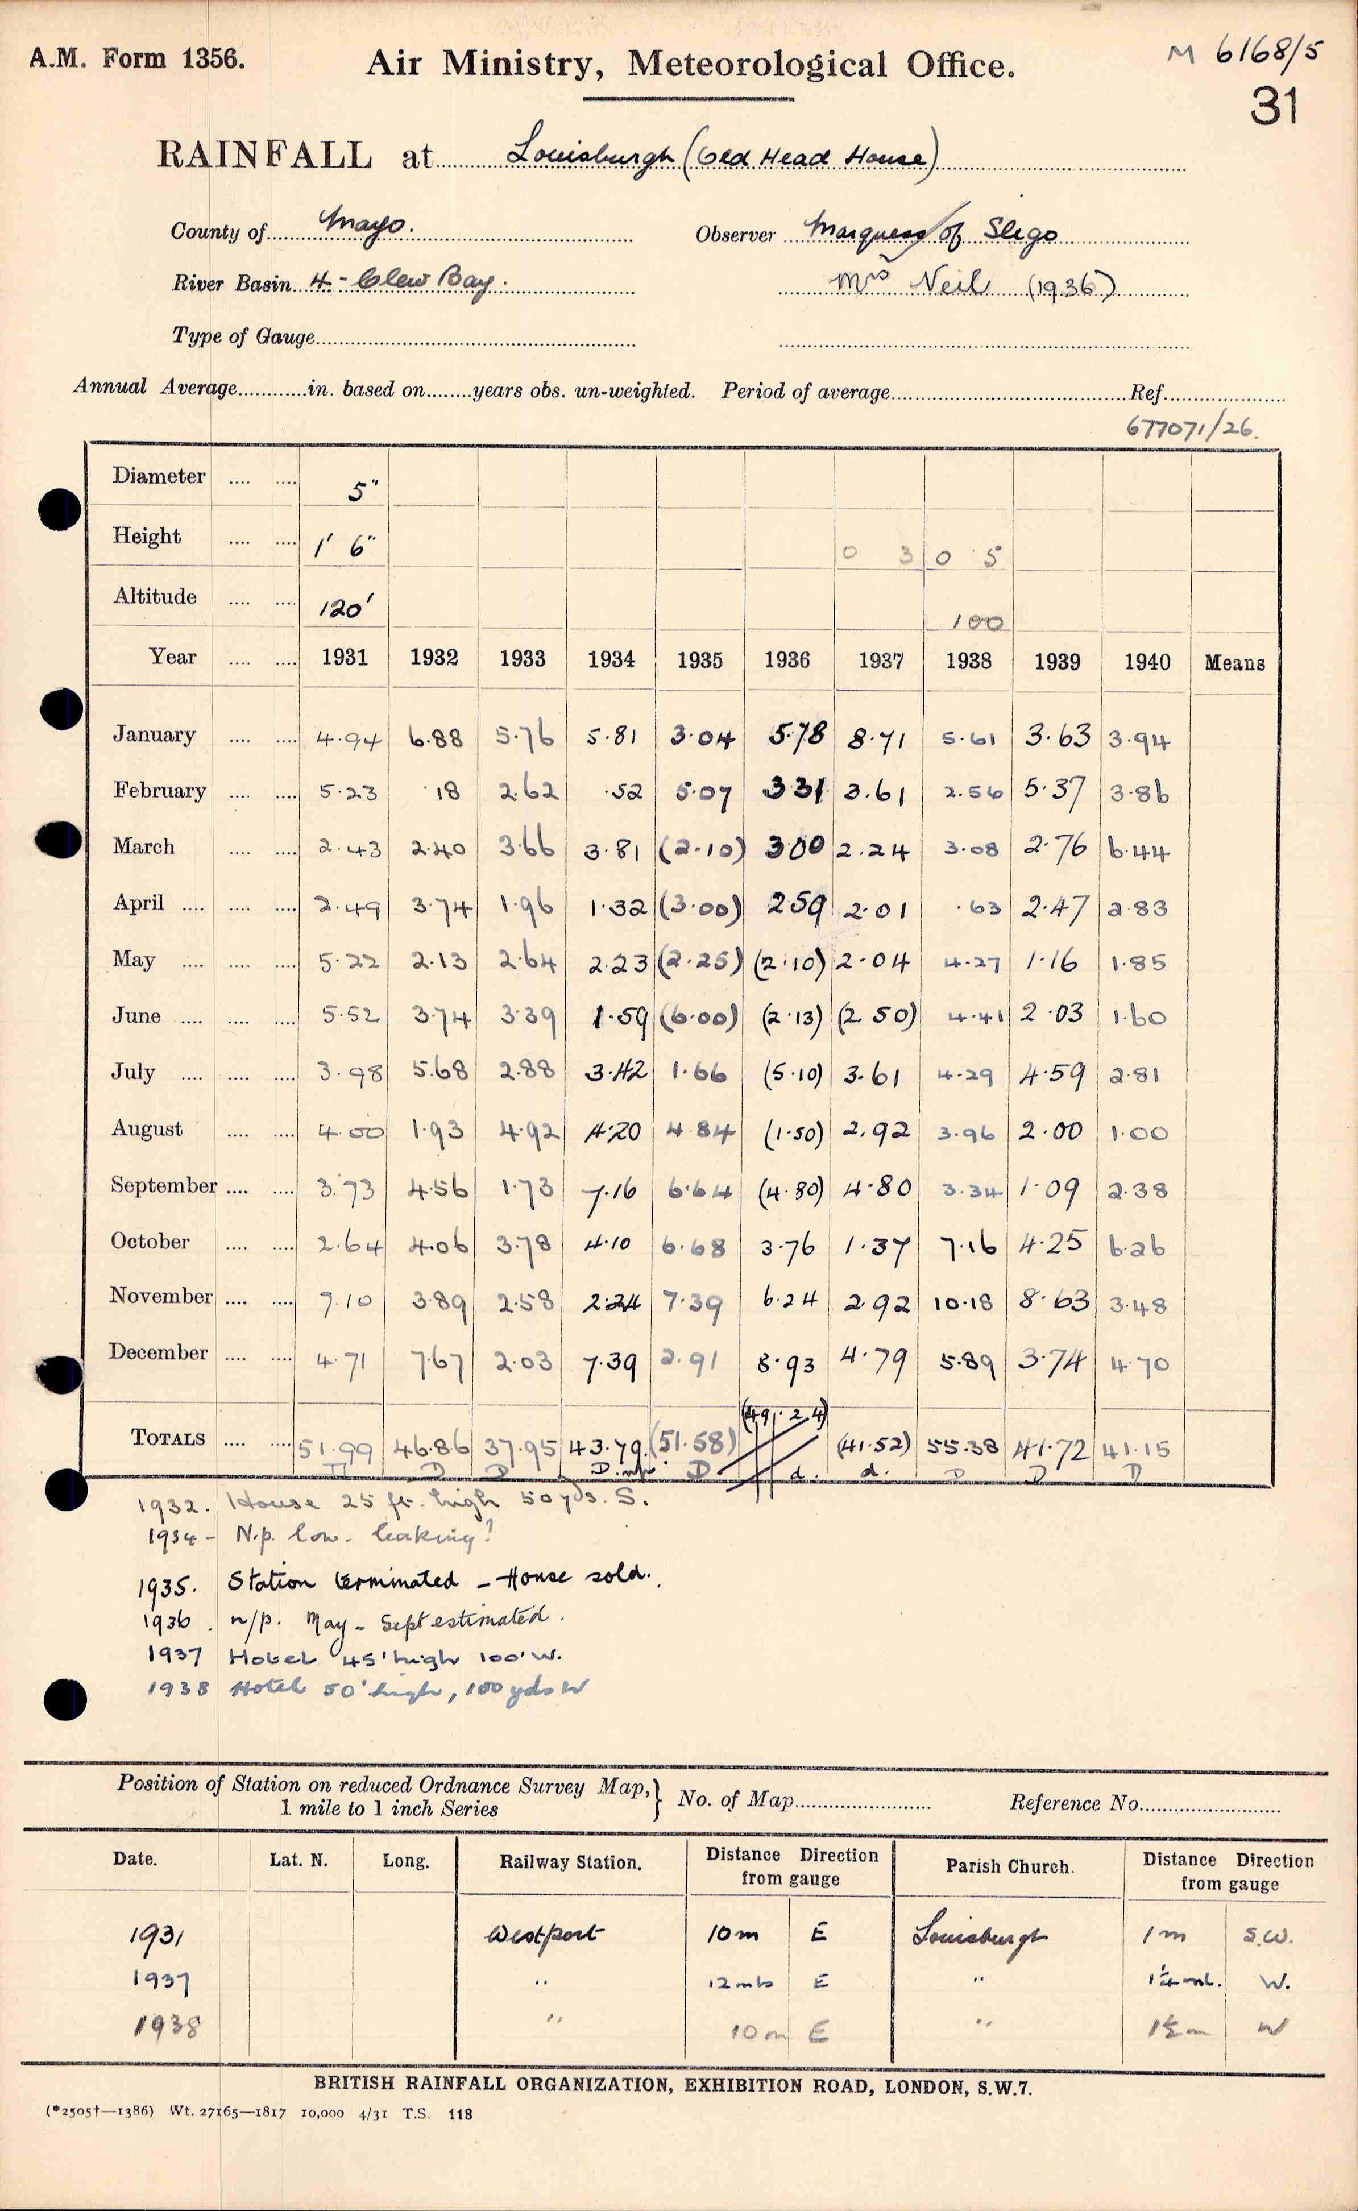 A.M. Form 1356.
Air Ministry, Meteorological Office.
M 6168/5
31
RAINFALL at Louisburgh (Old Head House)
County of Mayo. Observer Marquess of Sligo
River Basin 4 - Clew Bay. Mrs Neil (1936)
Type of Gauge
Annual Average in. based on years obs. un-weighted. Period of average Ref.
677071/26.
Diameter 5"
Height 1' 6" 0 3 0 5
Altitude 120' 100
Year 1931 1932 1933 1934 1935 1936 1937 1938 1939 1940 Means
January 4.94 6.88 5.76 5.81 3.04 5.78 8.71 5.61 3.63 3.94
February 5.23 .18 2.62 .52 5.07 3.31 3.61 2.56 5.37 3.86
March 2.43 2.40 3.66 3.81 (2.10) 3.00 2.24 3.08 2.76 6.44
April 2.49 3.74 1.96 1.32 (3.00) 2.59 2.01 .63 2.47 2.83
May 5.22 2.13 2.64 2.23 (2.25) (2.10) 2.04 4.27 1.16 1.85
June 5.52 3.74 3.39 1.59 (6.00) (2.13) (2.50) 4.41 2.03 1.60
July 3.98 5.68 2.88 3.42 1.66 (5.10) 3.61 4.29 4.59 2.81
August 4.00 1.93 4.92 4.20 4.84 (1.50) 2.92 3.96 2.00 1.00
September 3.73 4.56 1.73 7.16 6.64 (4.80) 4.80 3.34 1.09 2.38
October 2.64 4.06 3.78 4.10 6.68 3.76 1.37 7.16 4.25 6.26
November 7.10 3.89 2.58 2.24 7.39 6.24 2.92 10.18 8.63 3.48
December 4.71 7.67 2.03 7.39 2.91 8.93 4.79 5.89 3.74 4.70
TOTALS 51.99 46.86 37.95 43.79 (51.58) (49.24) (41.52) 55.38 41.72 41.15
D D D D.n/p. D d. d. D D D
1932. House 25 ft. high 50 yds. S.
1934 - N.p. low. leaking?
1935. Station terminated - House sold.
1936. n/p. May - Sept estimated.
1937 Hotel 45' high 100' W.
1938 Hotel 50' high, 100 yds W
Position of Station on reduced Ordnance Survey Map, } No. of Map Reference No.
1 mile to 1 inch Series
Date. Lat. N. Long. Railway Station. Distance Direction from gauge Parish Church. Distance Direction from gauge
1931 Westport 10 m E Louisburgh 1 m S.W.
1937 " 12 mls E " 1¼ ml. W.
1938 " 10 m E " 1½ m W
BRITISH RAINFALL ORGANIZATION, EXHIBITION ROAD, LONDON, S.W.7.
(*2505†—1386) Wt. 27165—1817 10,000 4/31 T.S. 118